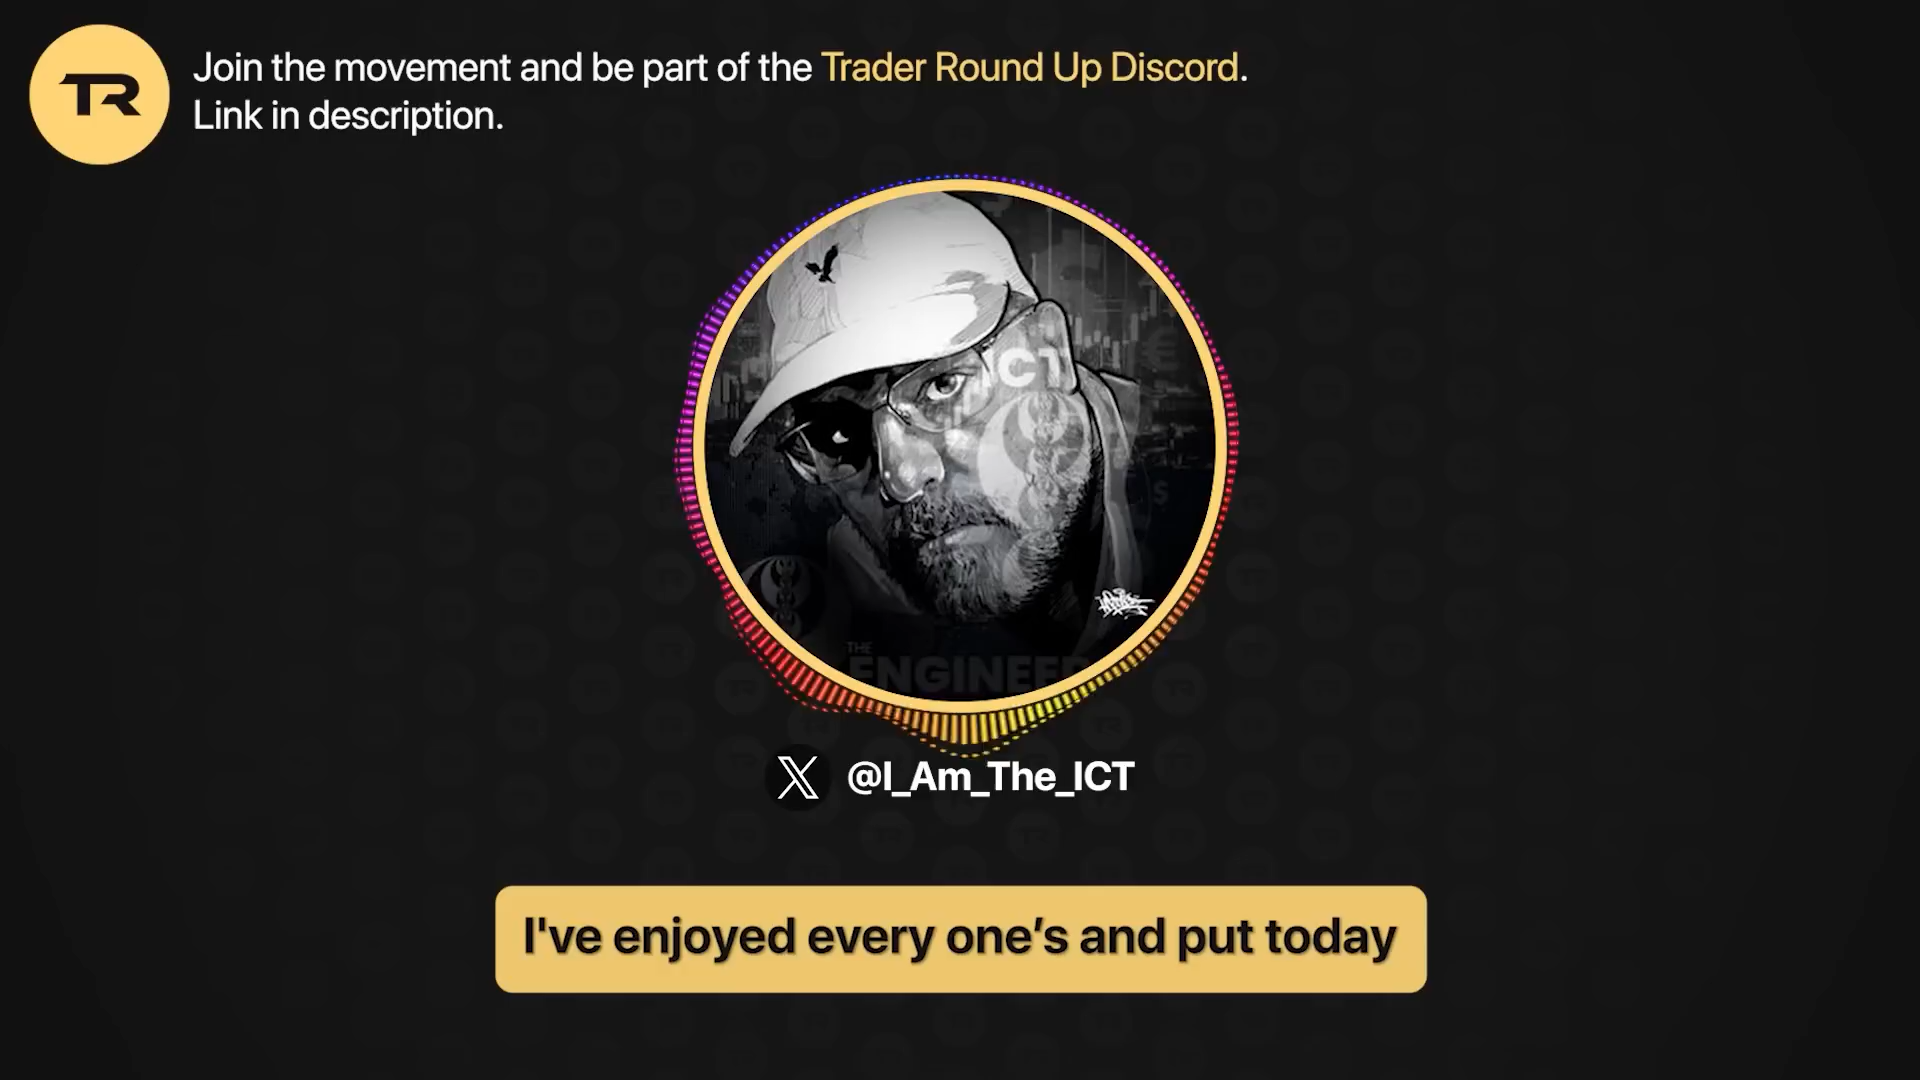 TR
Join the movement and be part of the Trader Round Up Discord.
Link in description.
ICT
THE
ENGINEER
@I_Am_The_ICT
I've enjoyed every one’s and put today